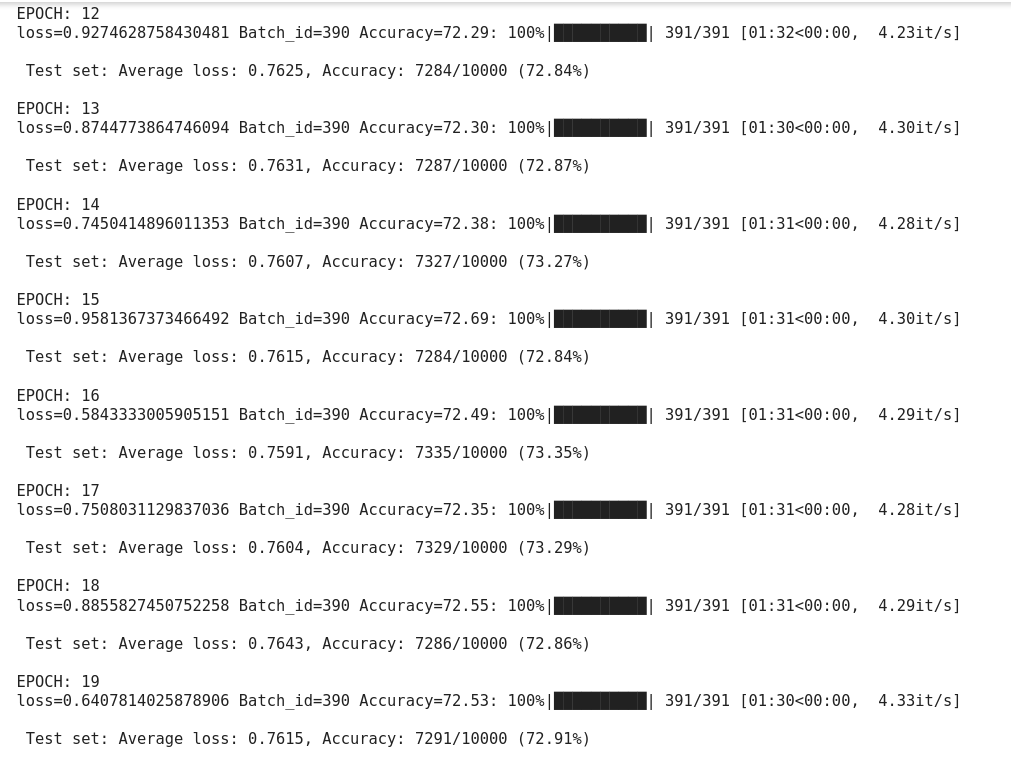 EPOCH: 12
loss=0.9274628758430481 Batch_id=390 Accuracy=72.29: 100%|██████████| 391/391 [01:32<00:00,  4.23it/s]
Test set: Average loss: 0.7625, Accuracy: 7284/10000 (72.84%)
EPOCH: 13
loss=0.8744773864746094 Batch_id=390 Accuracy=72.30: 100%|██████████| 391/391 [01:30<00:00,  4.30it/s]
Test set: Average loss: 0.7631, Accuracy: 7287/10000 (72.87%)
EPOCH: 14
loss=0.7450414896011353 Batch_id=390 Accuracy=72.38: 100%|██████████| 391/391 [01:31<00:00,  4.28it/s]
Test set: Average loss: 0.7607, Accuracy: 7327/10000 (73.27%)
EPOCH: 15
loss=0.9581367373466492 Batch_id=390 Accuracy=72.69: 100%|██████████| 391/391 [01:31<00:00,  4.30it/s]
Test set: Average loss: 0.7615, Accuracy: 7284/10000 (72.84%)
EPOCH: 16
loss=0.5843333005905151 Batch_id=390 Accuracy=72.49: 100%|██████████| 391/391 [01:31<00:00,  4.29it/s]
Test set: Average loss: 0.7591, Accuracy: 7335/10000 (73.35%)
EPOCH: 17
loss=0.7508031129837036 Batch_id=390 Accuracy=72.35: 100%|██████████| 391/391 [01:31<00:00,  4.28it/s]
Test set: Average loss: 0.7604, Accuracy: 7329/10000 (73.29%)
EPOCH: 18
loss=0.8855827450752258 Batch_id=390 Accuracy=72.55: 100%|██████████| 391/391 [01:31<00:00,  4.29it/s]
Test set: Average loss: 0.7643, Accuracy: 7286/10000 (72.86%)
EPOCH: 19
loss=0.6407814025878906 Batch_id=390 Accuracy=72.53: 100%|██████████| 391/391 [01:30<00:00,  4.33it/s]
Test set: Average loss: 0.7615, Accuracy: 7291/10000 (72.91%)